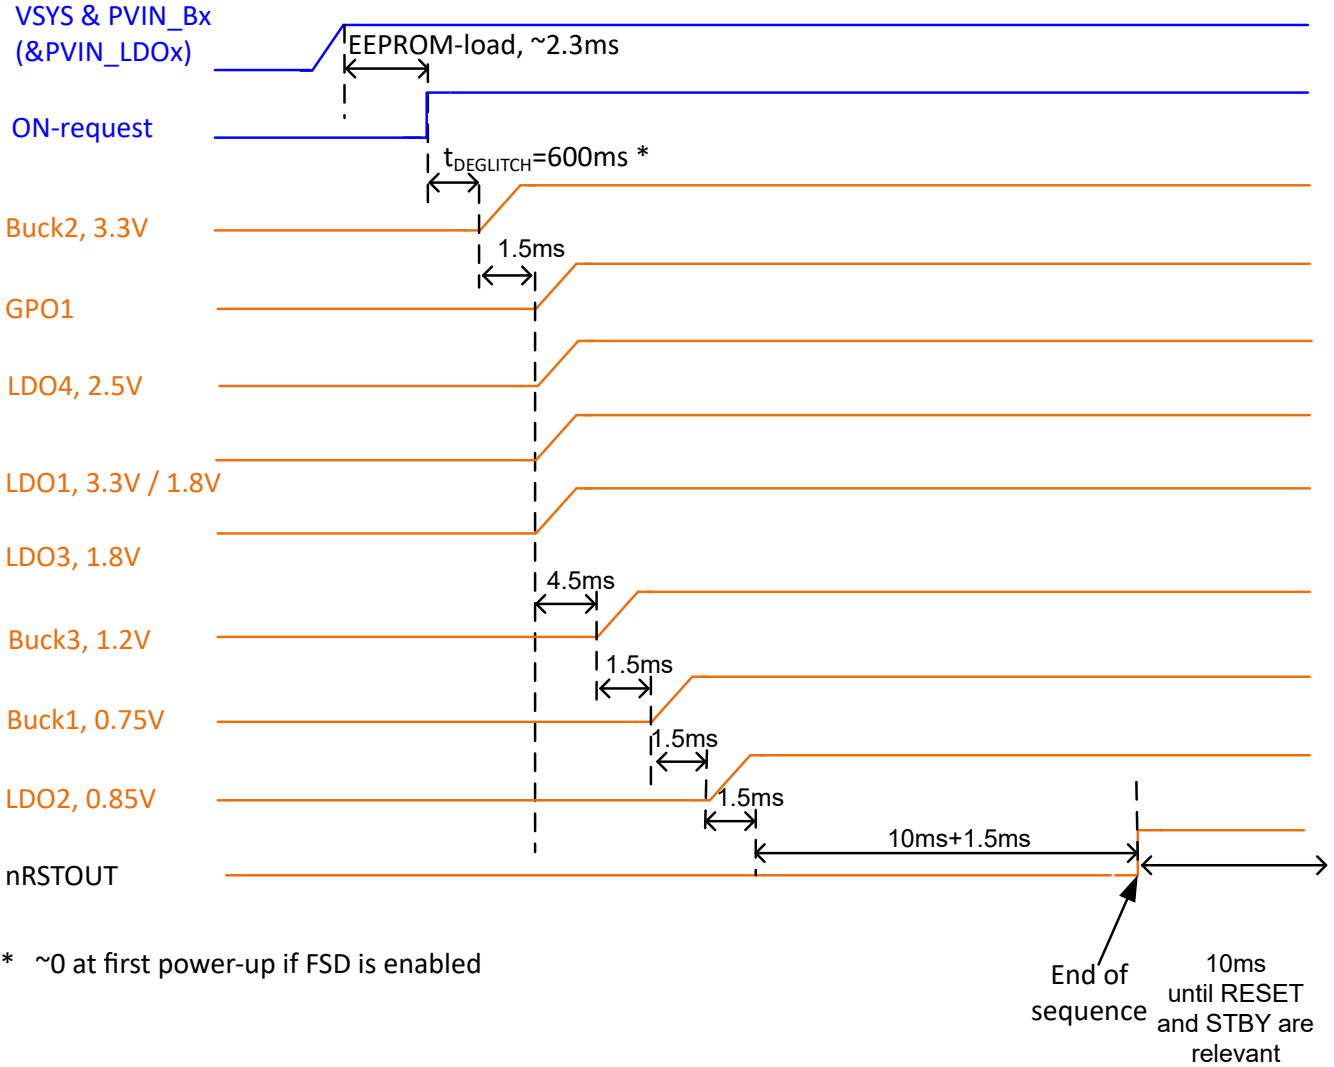 VSYS & PVIN_Bx
(&PVIN_LDOx)
EEPROM-load, ~2.3ms
ON-request
tDEGLITCH=600ms *
Buck2, 3.3V
1.5ms
GPO1
LDO4, 2.5V
LDO1, 3.3V / 1.8V
LDO3, 1.8V
4.5ms
Buck3, 1.2V
1.5ms
Buck1, 0.75V
1.5ms
LDO2, 0.85V
1.5ms
10ms+1.5ms
nRSTOUT
* ~0 at first power-up if FSD is enabled
End of
sequence
10ms
until RESET
and STBY are
relevant